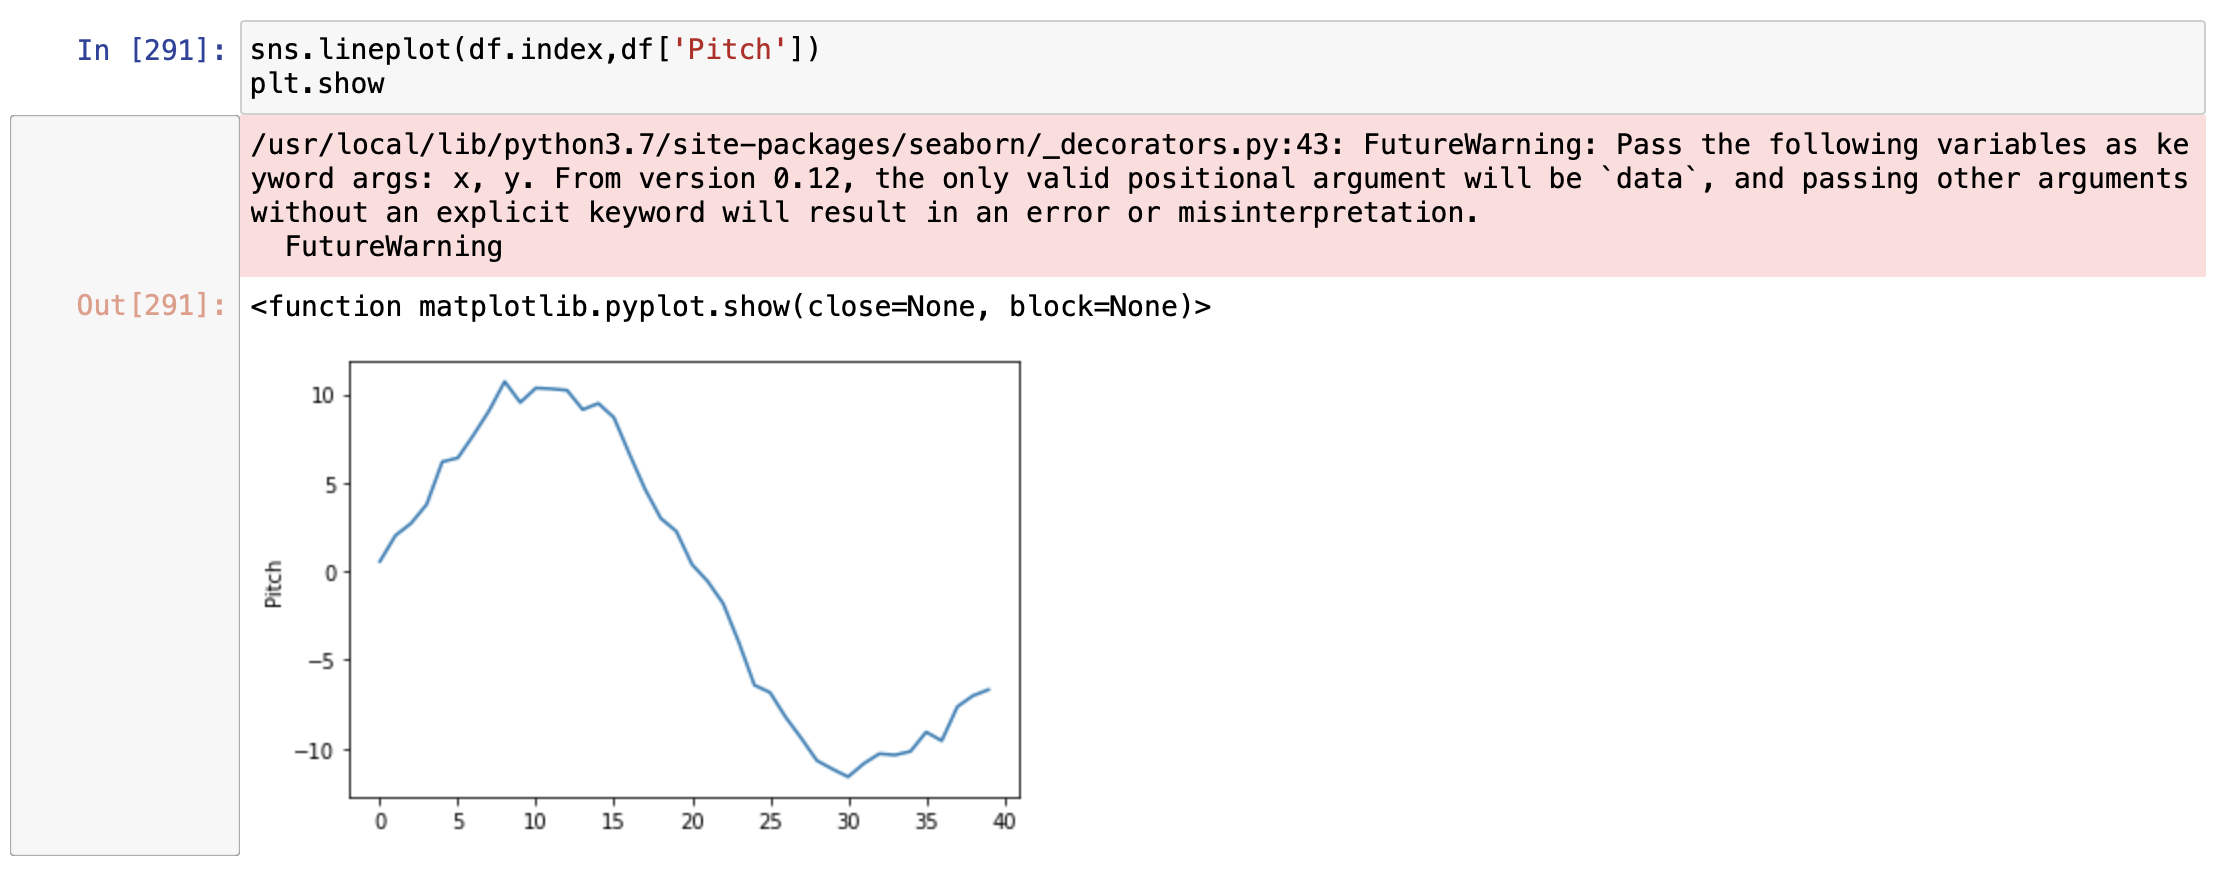 In [291]: sns.lineplot(df.index,df['Pitch'])
plt.show
/usr/local/lib/python3.7/site-packages/seaborn/_decorators.py:43: FutureWarning: Pass the following variables as ke
yword args: x, y. From version 0.12, the only valid positional argument will be `data`, and passing other arguments
without an explicit keyword will result in an error or misinterpretation.
  FutureWarning
Out[291]: <function matplotlib.pyplot.show(close=None, block=None)>
10
5
0
−5
−10
Pitch
0 5 10 15 20 25 30 35 40